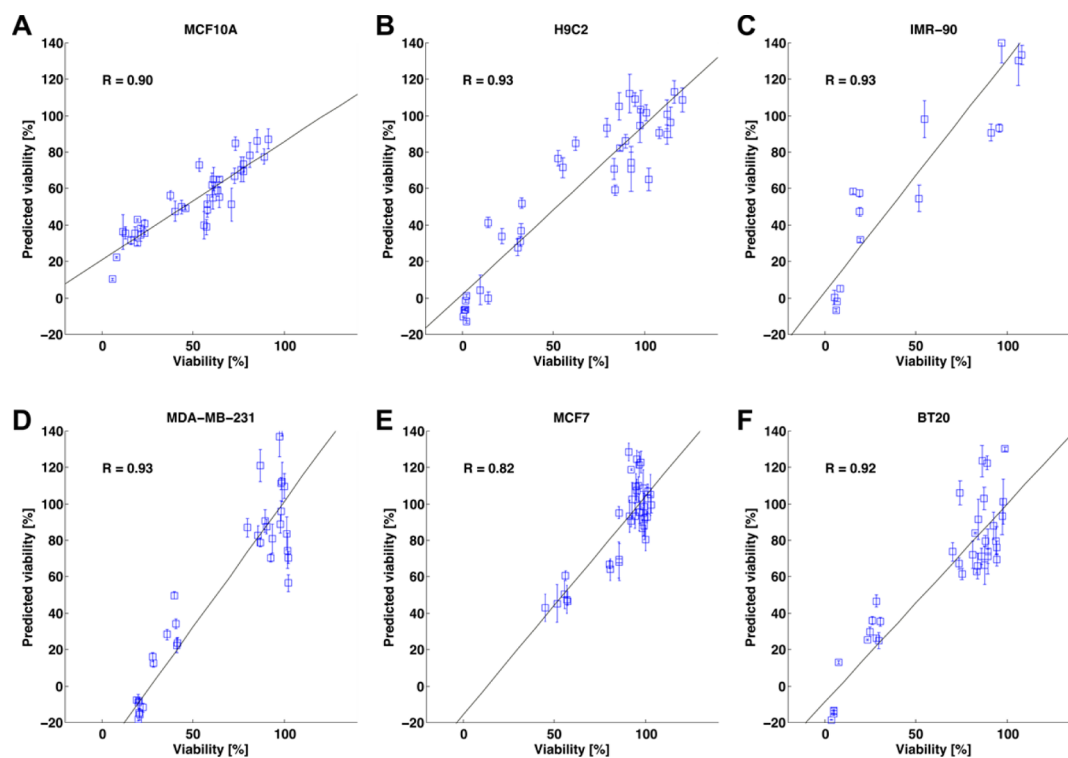 A
MCF10A
R = 0.90
Predicted viability [%]
140
120
100
80
60
40
20
0
−20
0 50 100
Viability [%]
B
H9C2
R = 0.93
Predicted viability [%]
140
120
100
80
60
40
20
0
−20
0 50 100
Viability [%]
C
IMR−90
R = 0.93
Predicted viability [%]
140
120
100
80
60
40
20
0
−20
0 50 100
Viability [%]
D
MDA−MB−231
R = 0.93
Predicted viability [%]
140
120
100
80
60
40
20
0
−20
0 50 100
Viability [%]
E
MCF7
R = 0.82
Predicted viability [%]
140
120
100
80
60
40
20
0
−20
0 50 100
Viability [%]
F
BT20
R = 0.92
Predicted viability [%]
140
120
100
80
60
40
20
0
−20
0 50 100
Viability [%]